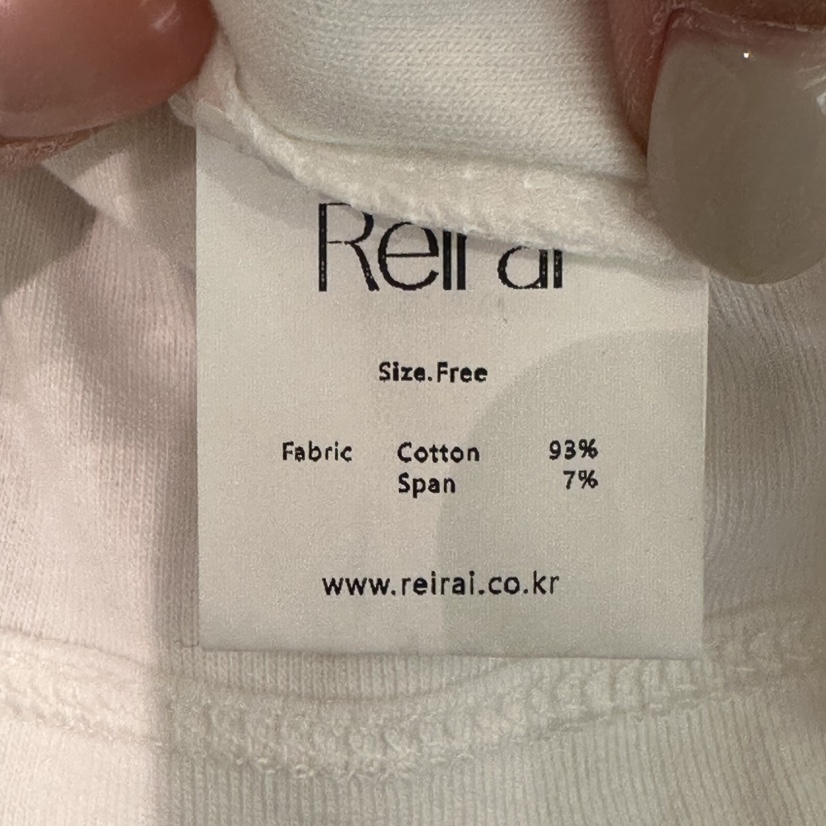 Reirai
Size.Free
Fabric Cotton 93%
Span 7%
www.reirai.co.kr